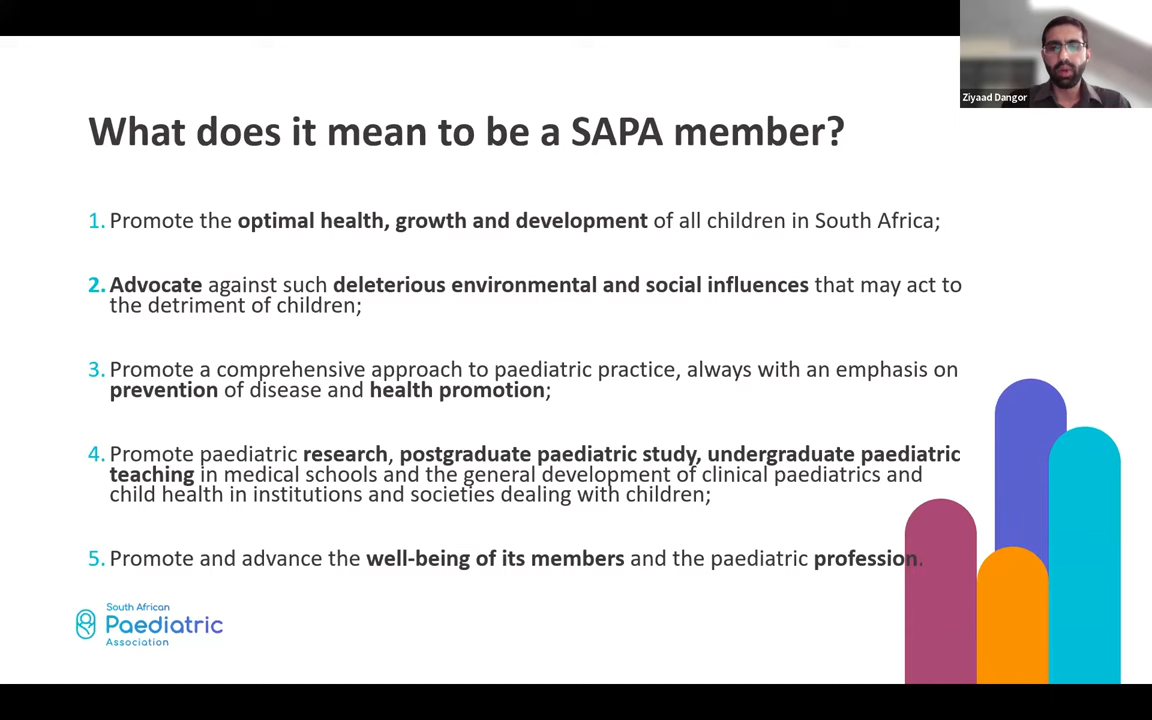 Ziyaad Dangor
What does it mean to be a SAPA member?
1. Promote the optimal health, growth and development of all children in South Africa;
2. Advocate against such deleterious environmental and social influences that may act to
the detriment of children;
3. Promote a comprehensive approach to paediatric practice, always with an emphasis on
prevention of disease and health promotion;
4. Promote paediatric research, postgraduate paediatric study, undergraduate paediatric
teaching in medical schools and the general development of clinical paediatrics and
child health in institutions and societies dealing with children;
5. Promote and advance the well-being of its members and the paediatric profession.
South African
Paediatric
Association